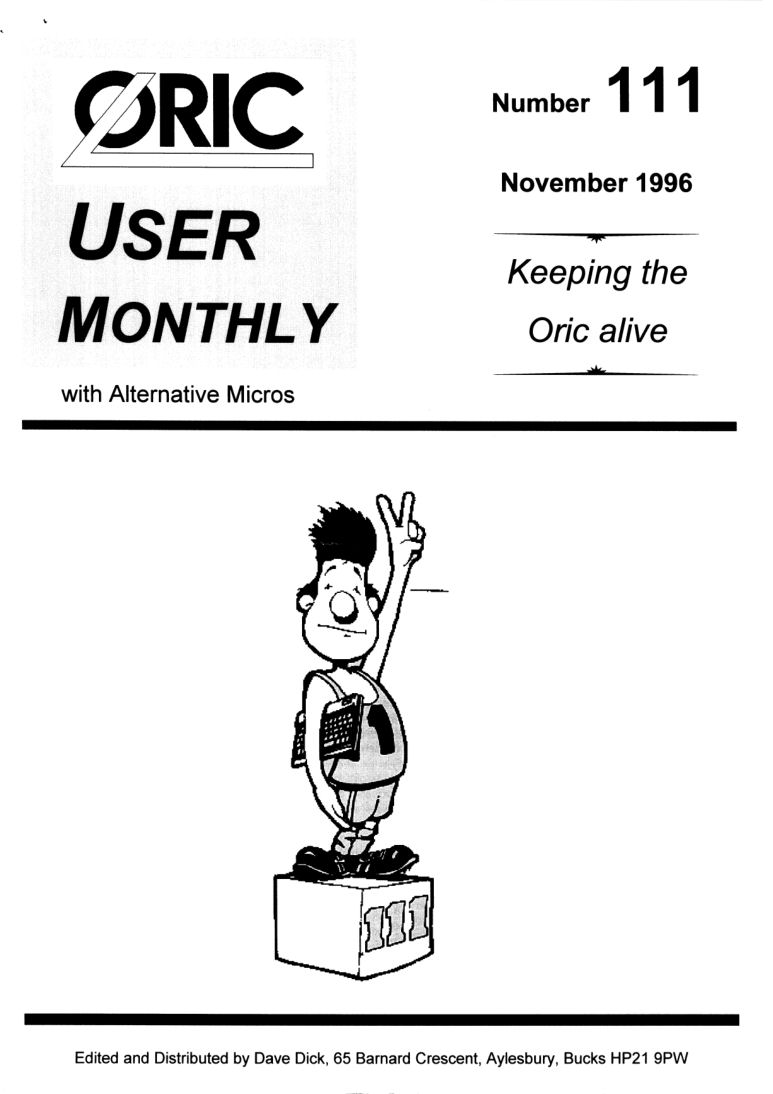 ORIC
USER
MONTHLY
with Alternative Micros
Number 111
November 1996
Keeping the
Oric alive
1
111
Edited and Distributed by Dave Dick, 65 Barnard Crescent, Aylesbury, Bucks HP21 9PW